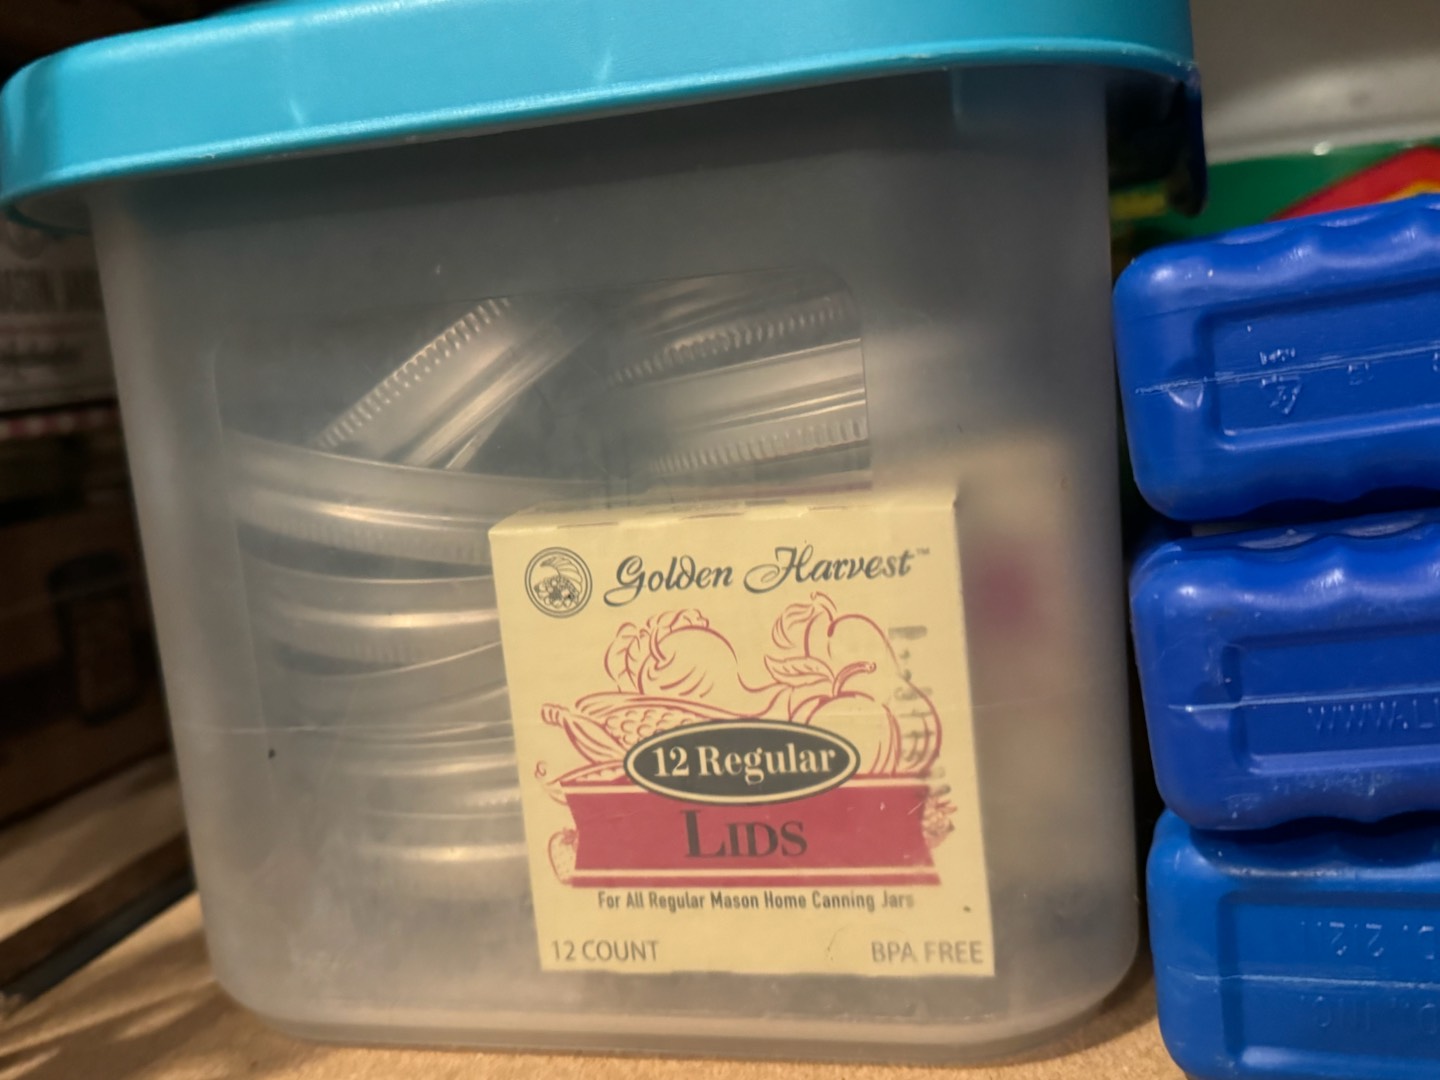 Golden Harvest™
12 Regular
LIDS
For All Regular Mason Home Canning Jars
12 COUNT
BPA FREE